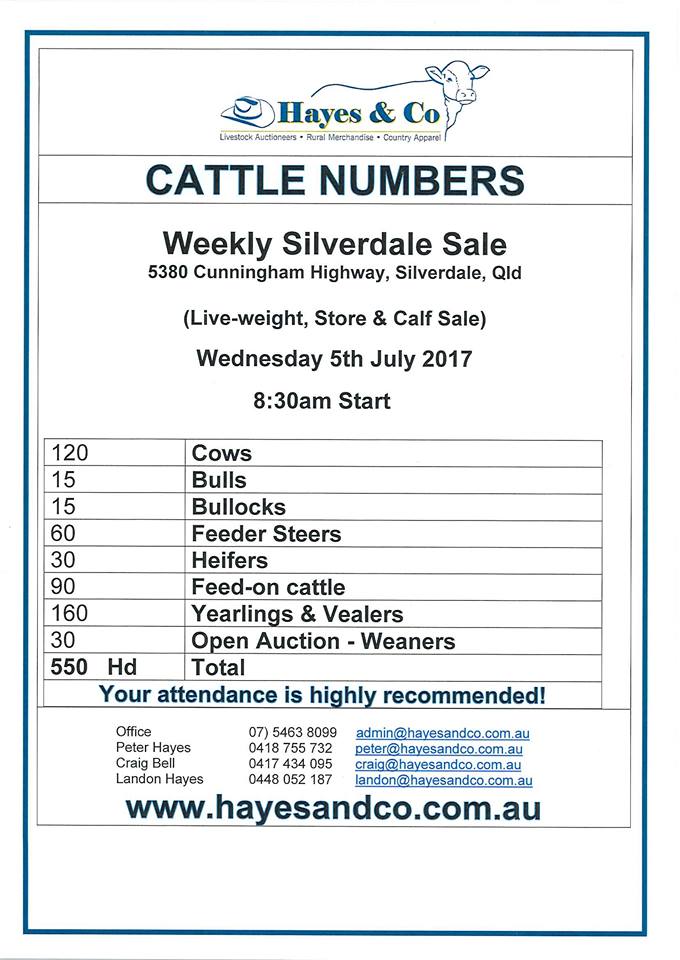 Hayes & Co
Livestock Auctioneers • Rural Merchandise • Country Apparel
CATTLE NUMBERS
Weekly Silverdale Sale
5380 Cunningham Highway, Silverdale, Qld
(Live-weight, Store & Calf Sale)
Wednesday 5th July 2017
8:30am Start
120 Cows
15 Bulls
15 Bullocks
60 Feeder Steers
30 Heifers
90 Feed-on cattle
160 Yearlings & Vealers
30 Open Auction - Weaners
550 Hd Total
Your attendance is highly recommended!
Office 07) 5463 8099 admin@hayesandco.com.au
Peter Hayes 0418 755 732 peter@hayesandco.com.au
Craig Bell 0417 434 095 craig@hayesandco.com.au
Landon Hayes 0448 052 187 landon@hayesandco.com.au
www.hayesandco.com.au